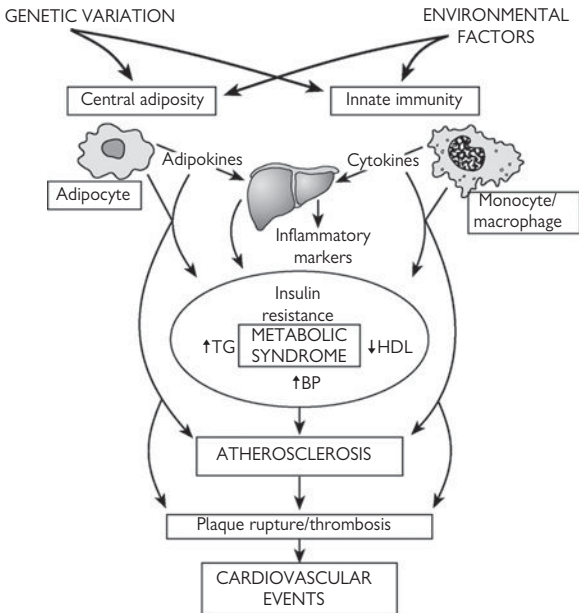 GENETIC VARIATION
ENVIRONMENTAL
FACTORS
Central adiposity
Innate immunity
Adipokines
Cytokines
Adipocyte
Monocyte/
macrophage
Inflammatory
markers
Insulin
resistance
↑TG
METABOLIC
SYNDROME
↓HDL
↑BP
ATHEROSCLEROSIS
Plaque rupture/thrombosis
CARDIOVASCULAR
EVENTS